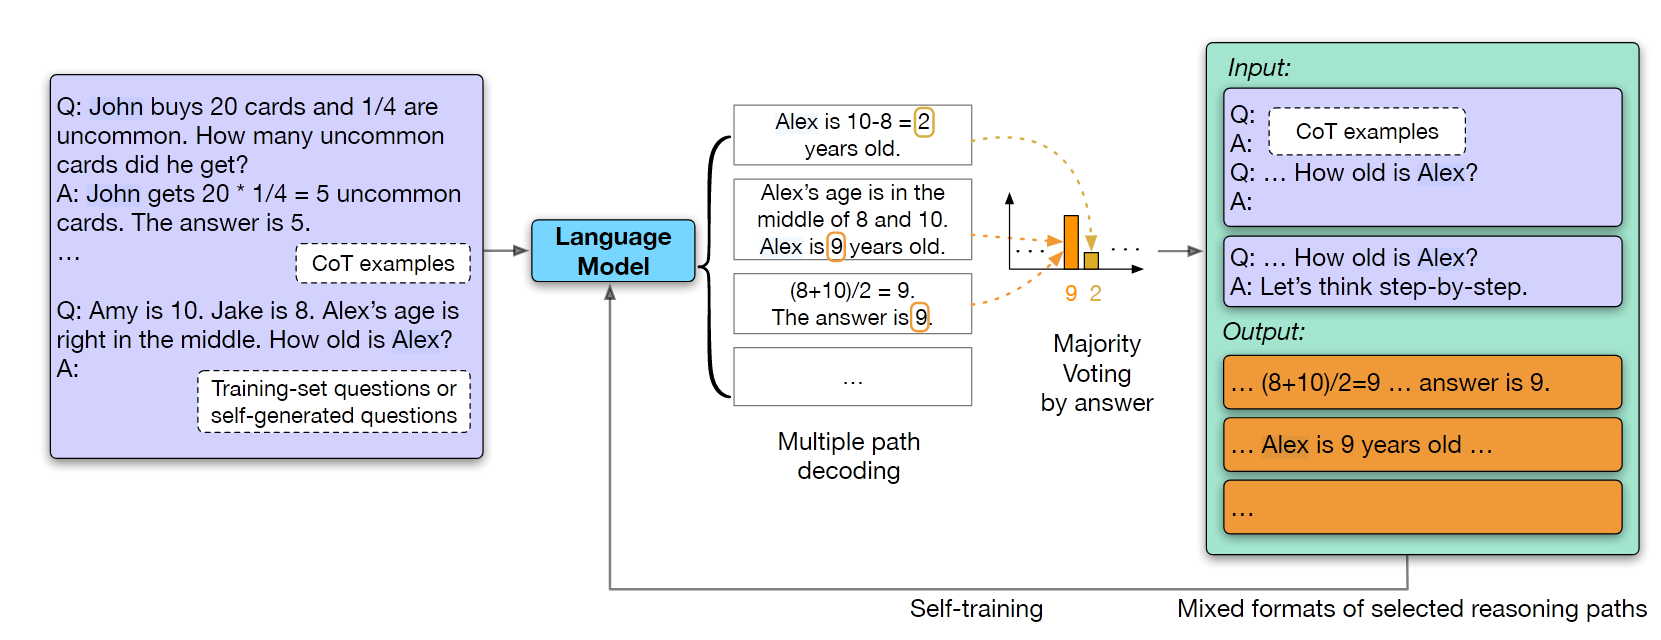 Q: John buys 20 cards and 1/4 are
uncommon. How many uncommon
cards did he get?
A: John gets 20 * 1/4 = 5 uncommon
cards. The answer is 5.
...
CoT examples
Q: Amy is 10. Jake is 8. Alex’s age is
right in the middle. How old is Alex?
A:
Training-set questions or
self-generated questions
Language
Model
Alex is 10-8 = 2
years old.
Alex’s age is in the
middle of 8 and 10.
Alex is 9 years old.
(8+10)/2 = 9.
The answer is 9.
...
Multiple path
decoding
...
...
9 2
Majority
Voting
by answer
Input:
Q:
A:
CoT examples
Q: ... How old is Alex?
A:
Q: ... How old is Alex?
A: Let’s think step-by-step.
Output:
... (8+10)/2=9 ... answer is 9.
... Alex is 9 years old ...
...
Self-training
Mixed formats of selected reasoning paths